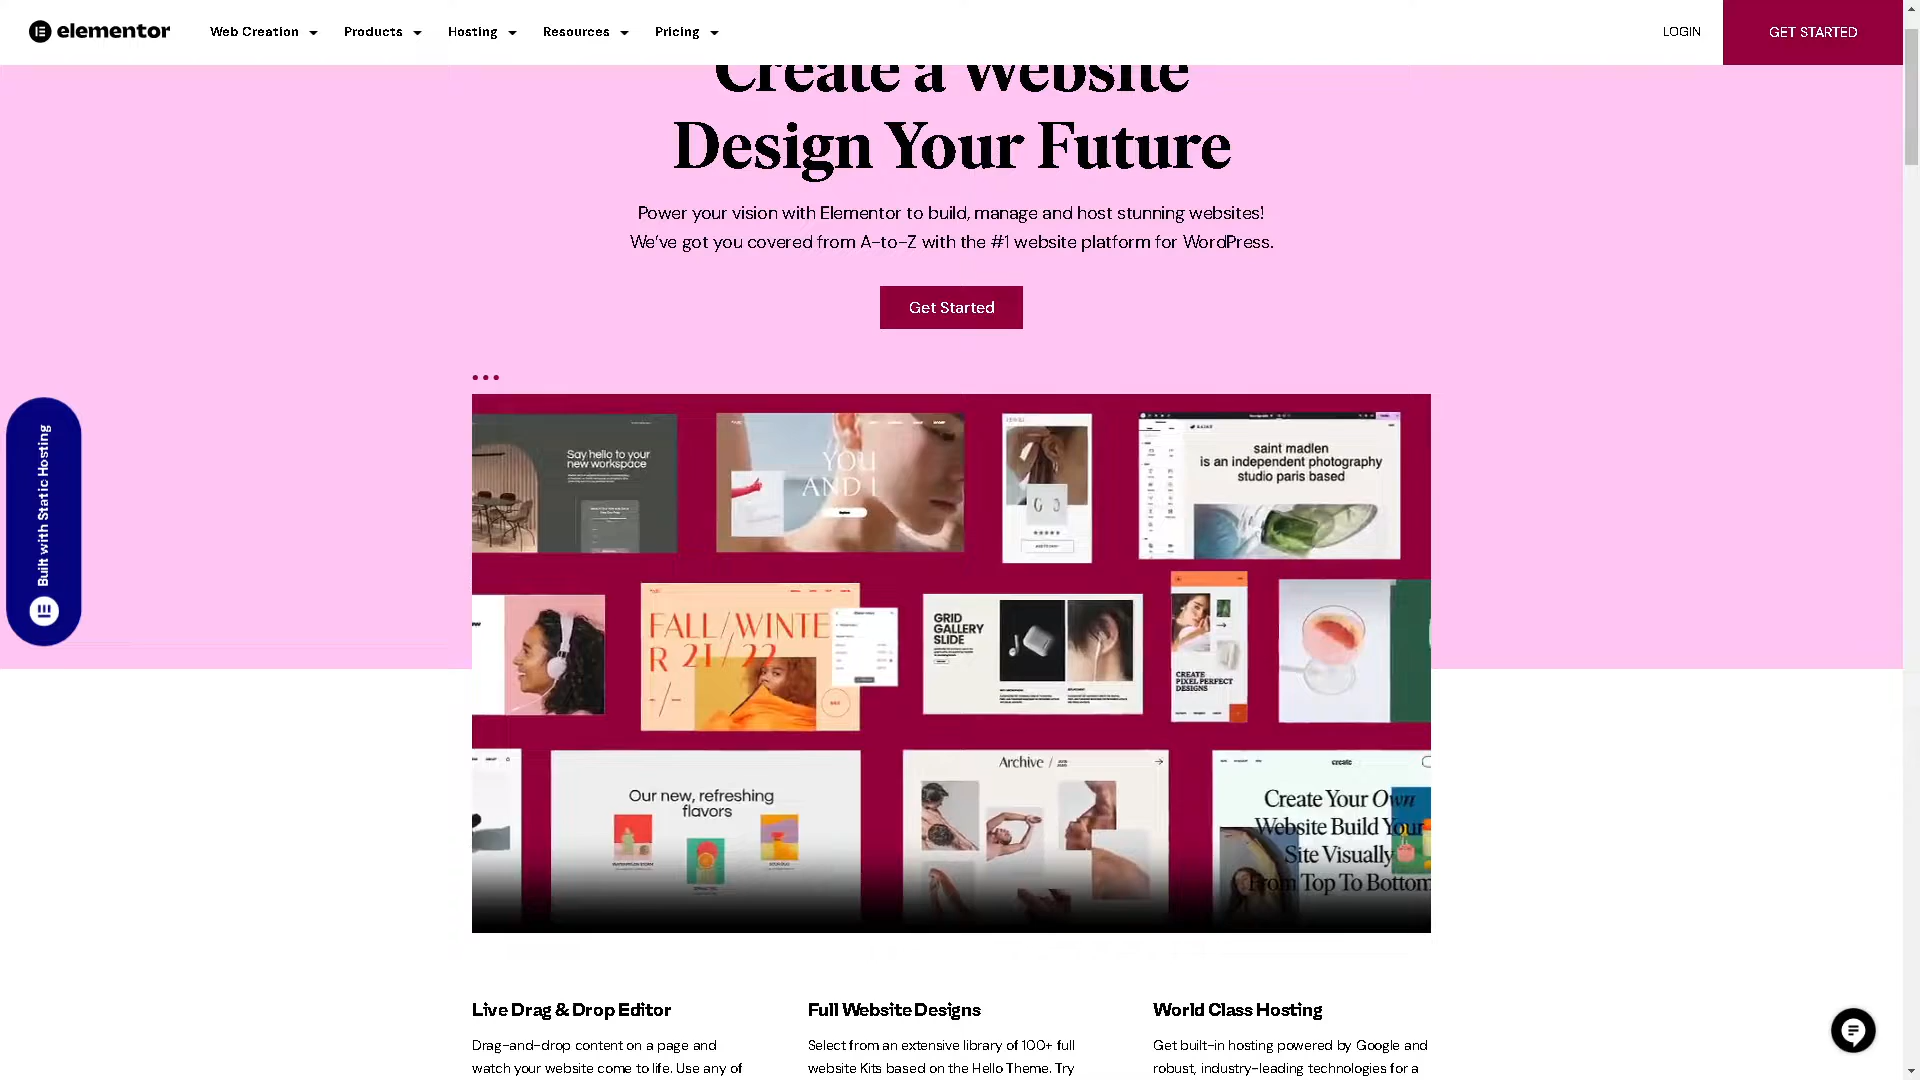 elementor
Web Creation
Products
Hosting
Resources
Pricing
LOGIN
GET STARTED
Create a Website
Design Your Future
Power your vision with Elementor to build, manage and host stunning websites!
We've got you covered from A-to-Z with the #1 website platform for WordPress.
Get Started
Built with Static Hosting
Say hello to your
new workspace
YOU
AND I
saint madlen
is an independent photography
studio paris based
FALL/WINTE
R 21/22
GRID
GALLERY
SLIDE
CREATE
PIXEL PERFECT
DESIGNS
Our new, refreshing
flavors
Archive /
create
Create Your Own
Website Build Your
Site Visually
From Top To Bottom
Live Drag & Drop Editor
Drag-and-drop content on a page and
watch your website come to life. Use any of
Full Website Designs
Select from an extensive library of 100+ full
website Kits based on the Hello Theme. Try
World Class Hosting
Get built-in hosting powered by Google and
robust, industry-leading technologies for a